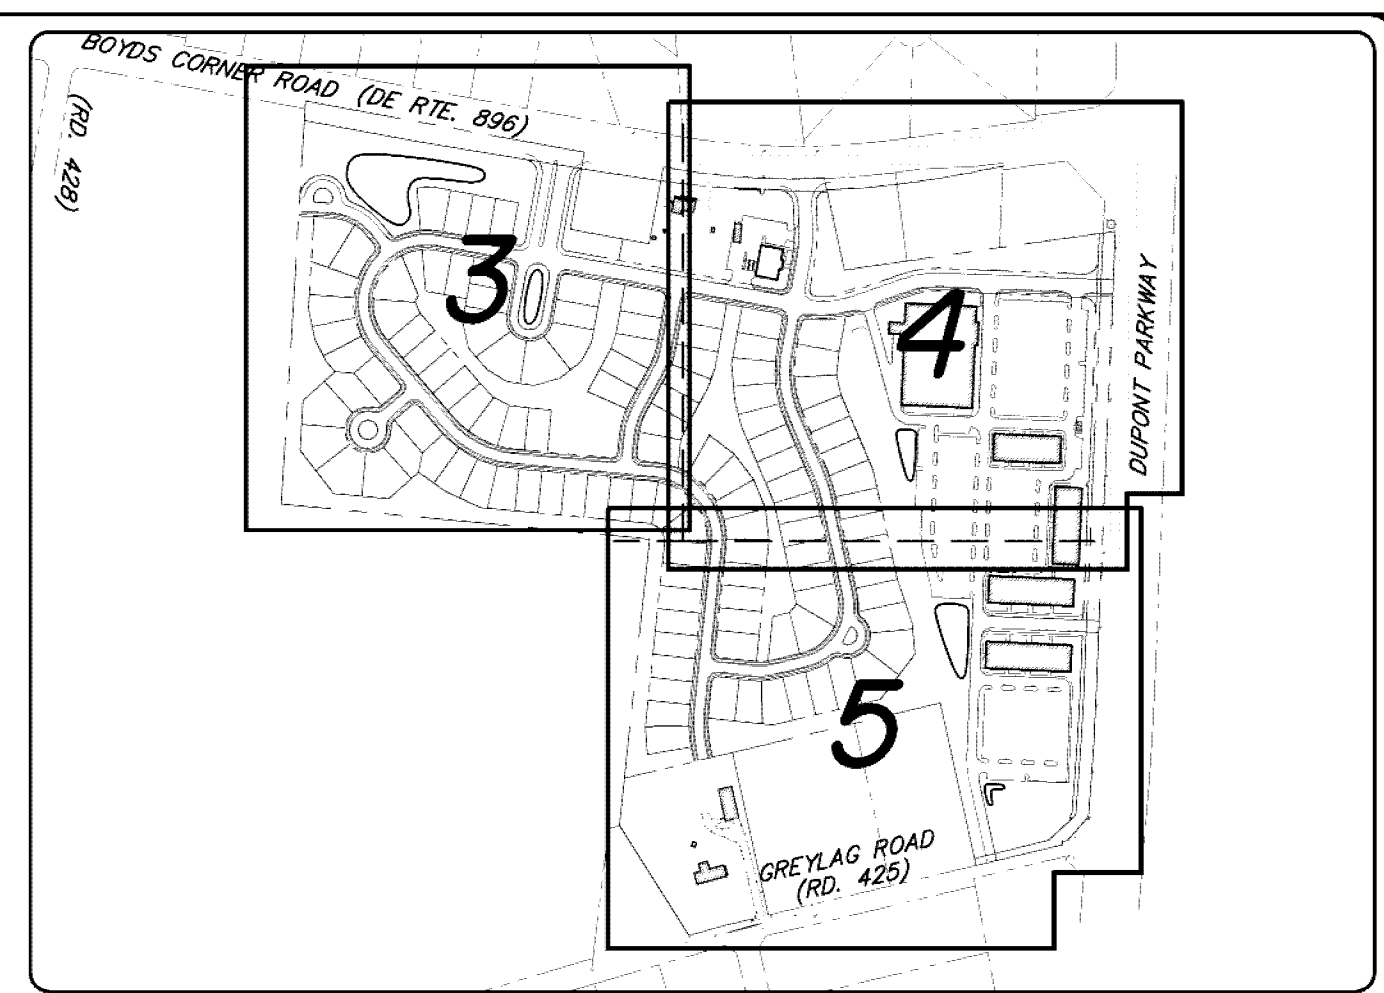 BOYDS CORNER ROAD (DE RTE. 896)
(RD. 428)
3
4
DUPONT PARKWAY
5
GREYLAG ROAD
(RD. 425)